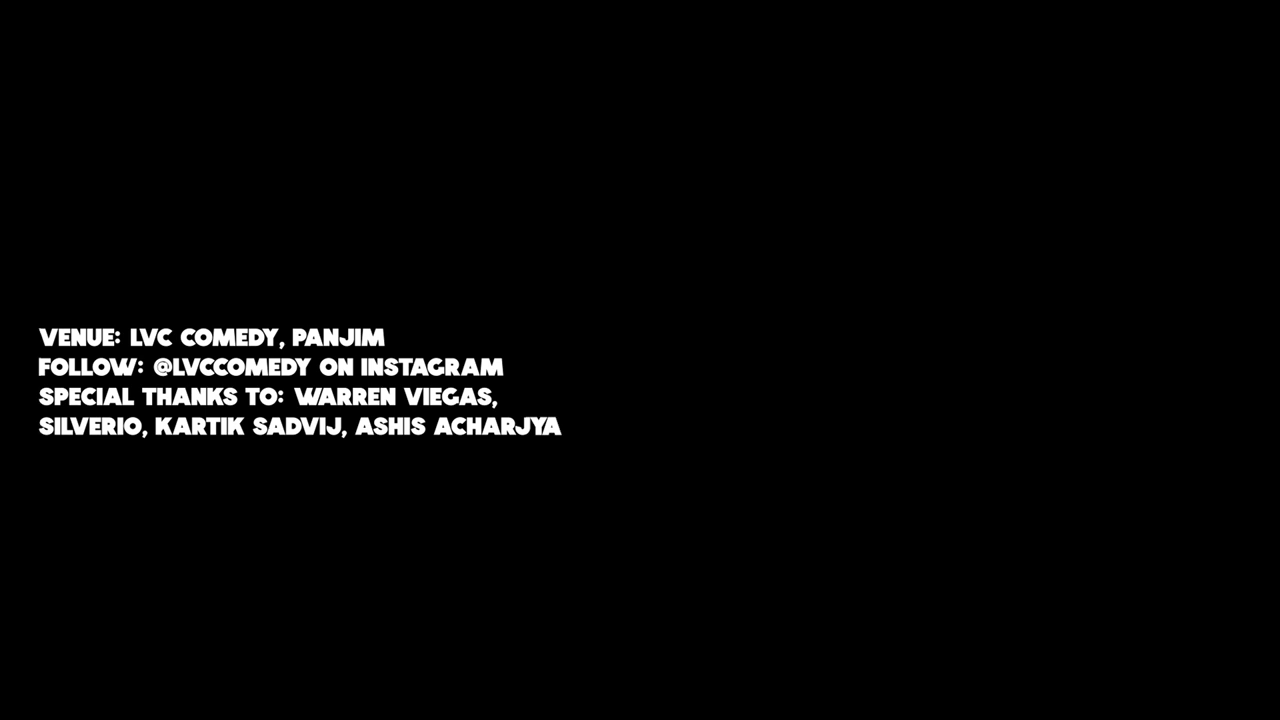 VENUE: LVC COMEDY, PANJIM
FOLLOW: @LVCCOMEDY ON INSTAGRAM
SPECIAL THANKS TO: WARREN VIEGAS,
SILVERIO, KARTIK SADVIJ, ASHIS ACHARJYA